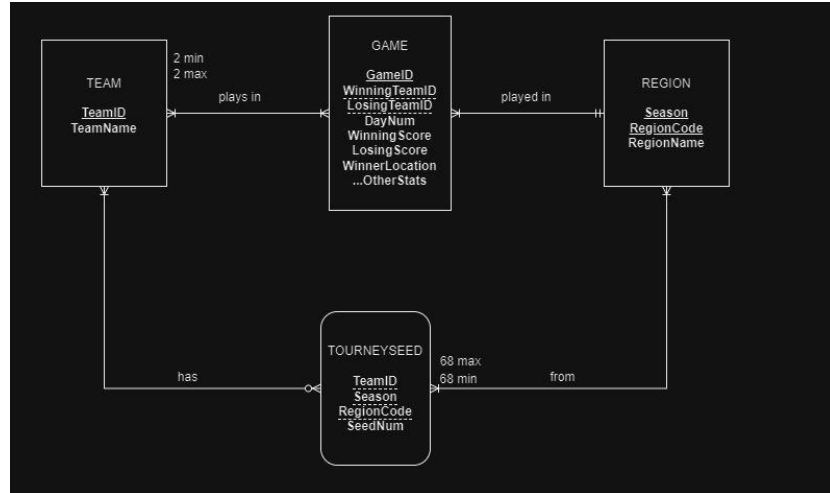 TEAM
TeamID
TeamName
2 min
2 max
plays in
GAME
GameID
WinningTeamID
LosingTeamID
DayNum
WinningScore
LosingScore
WinnerLocation
...OtherStats
played in
REGION
Season
RegionCode
RegionName
has
TOURNEYSEED
TeamID
Season
RegionCode
SeedNum
68 max
68 min
from